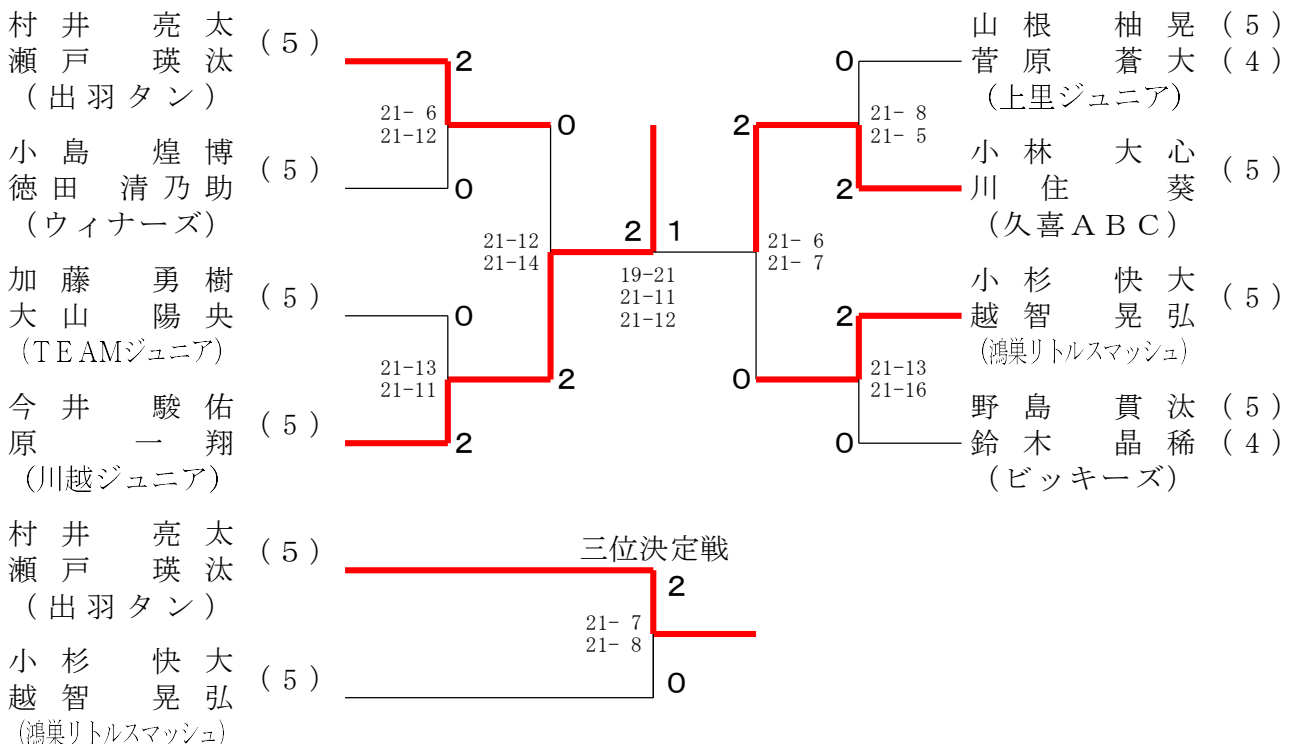 村井 亮太
瀬戸 瑛汰
(5)
(出羽タン)
小島 煌博
徳田 清乃助
(5)
(ウィナーズ)
加藤 勇樹
大山 陽央
(5)
(TEAMジュニア)
今井 駿佑
原 一翔
(5)
(川越ジュニア)
2
21- 6
21-12
0
0
21-13
21-11
2
0
21-12
21-14
2
2 1
19-21
21-11
21-12
2
21- 6
21- 7
0
0
21- 8
21- 5
2
2
21-13
21-16
0
山根 柚晃 (5)
菅原 蒼大 (4)
(上里ジュニア)
小林 大心
川住 葵
(5)
(久喜ABC)
小杉 快大
越智 晃弘
(5)
(鴻巣リトルスマッシュ)
野島 貫汰 (5)
鈴木 晶稀 (4)
(ビッキーズ)
三位決定戦
村井 亮太
瀬戸 瑛汰
(5)
(出羽タン)
2
21- 7
21- 8
0
小杉 快大
越智 晃弘
(5)
(鴻巣リトルスマッシュ)